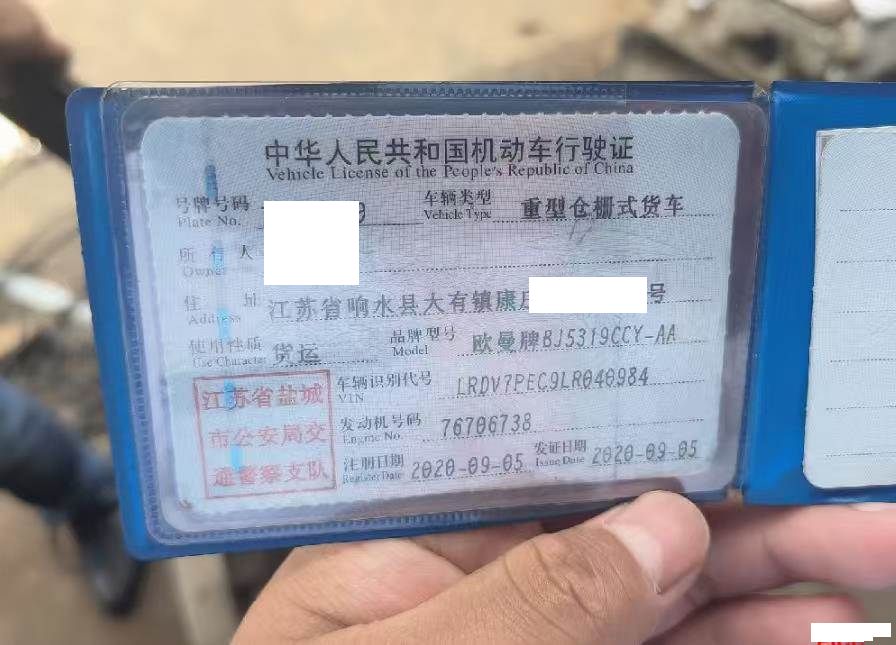 中华人民共和国机动车行驶证
Vehicle License of the People's Republic of China
号牌号码 9 车辆类型 重型仓栅式货车
Plate No. Vehicle Type
所有人
Owner
住址 江苏省响水县大有镇康 号
Address
使用性质 货运 品牌型号 欧曼牌BJ5319CCY-AA
Use Character Model
江苏省盐城
市公安局交
通警察支队
车辆识别代号 LRDV7PEC9LR040984
VIN
发动机号码 76706738
Engine No.
注册日期 2020-09-05 发证日期 2020-09-05
Register Date Issue Date